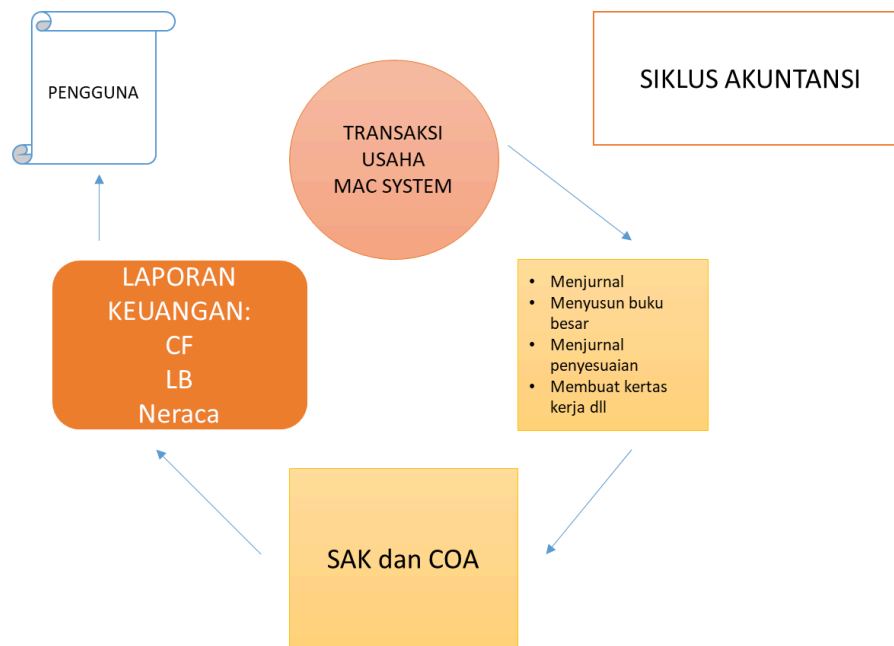 SIKLUS AKUNTANSI
PENGGUNA
TRANSAKSI
USAHA
MAC SYSTEM
LAPORAN
KEUANGAN:
CF
LB
Neraca
• Menjurnal
• Menyusun buku
besar
• Menjurnal
penyesuaian
• Membuat kertas
kerja dll
SAK dan COA